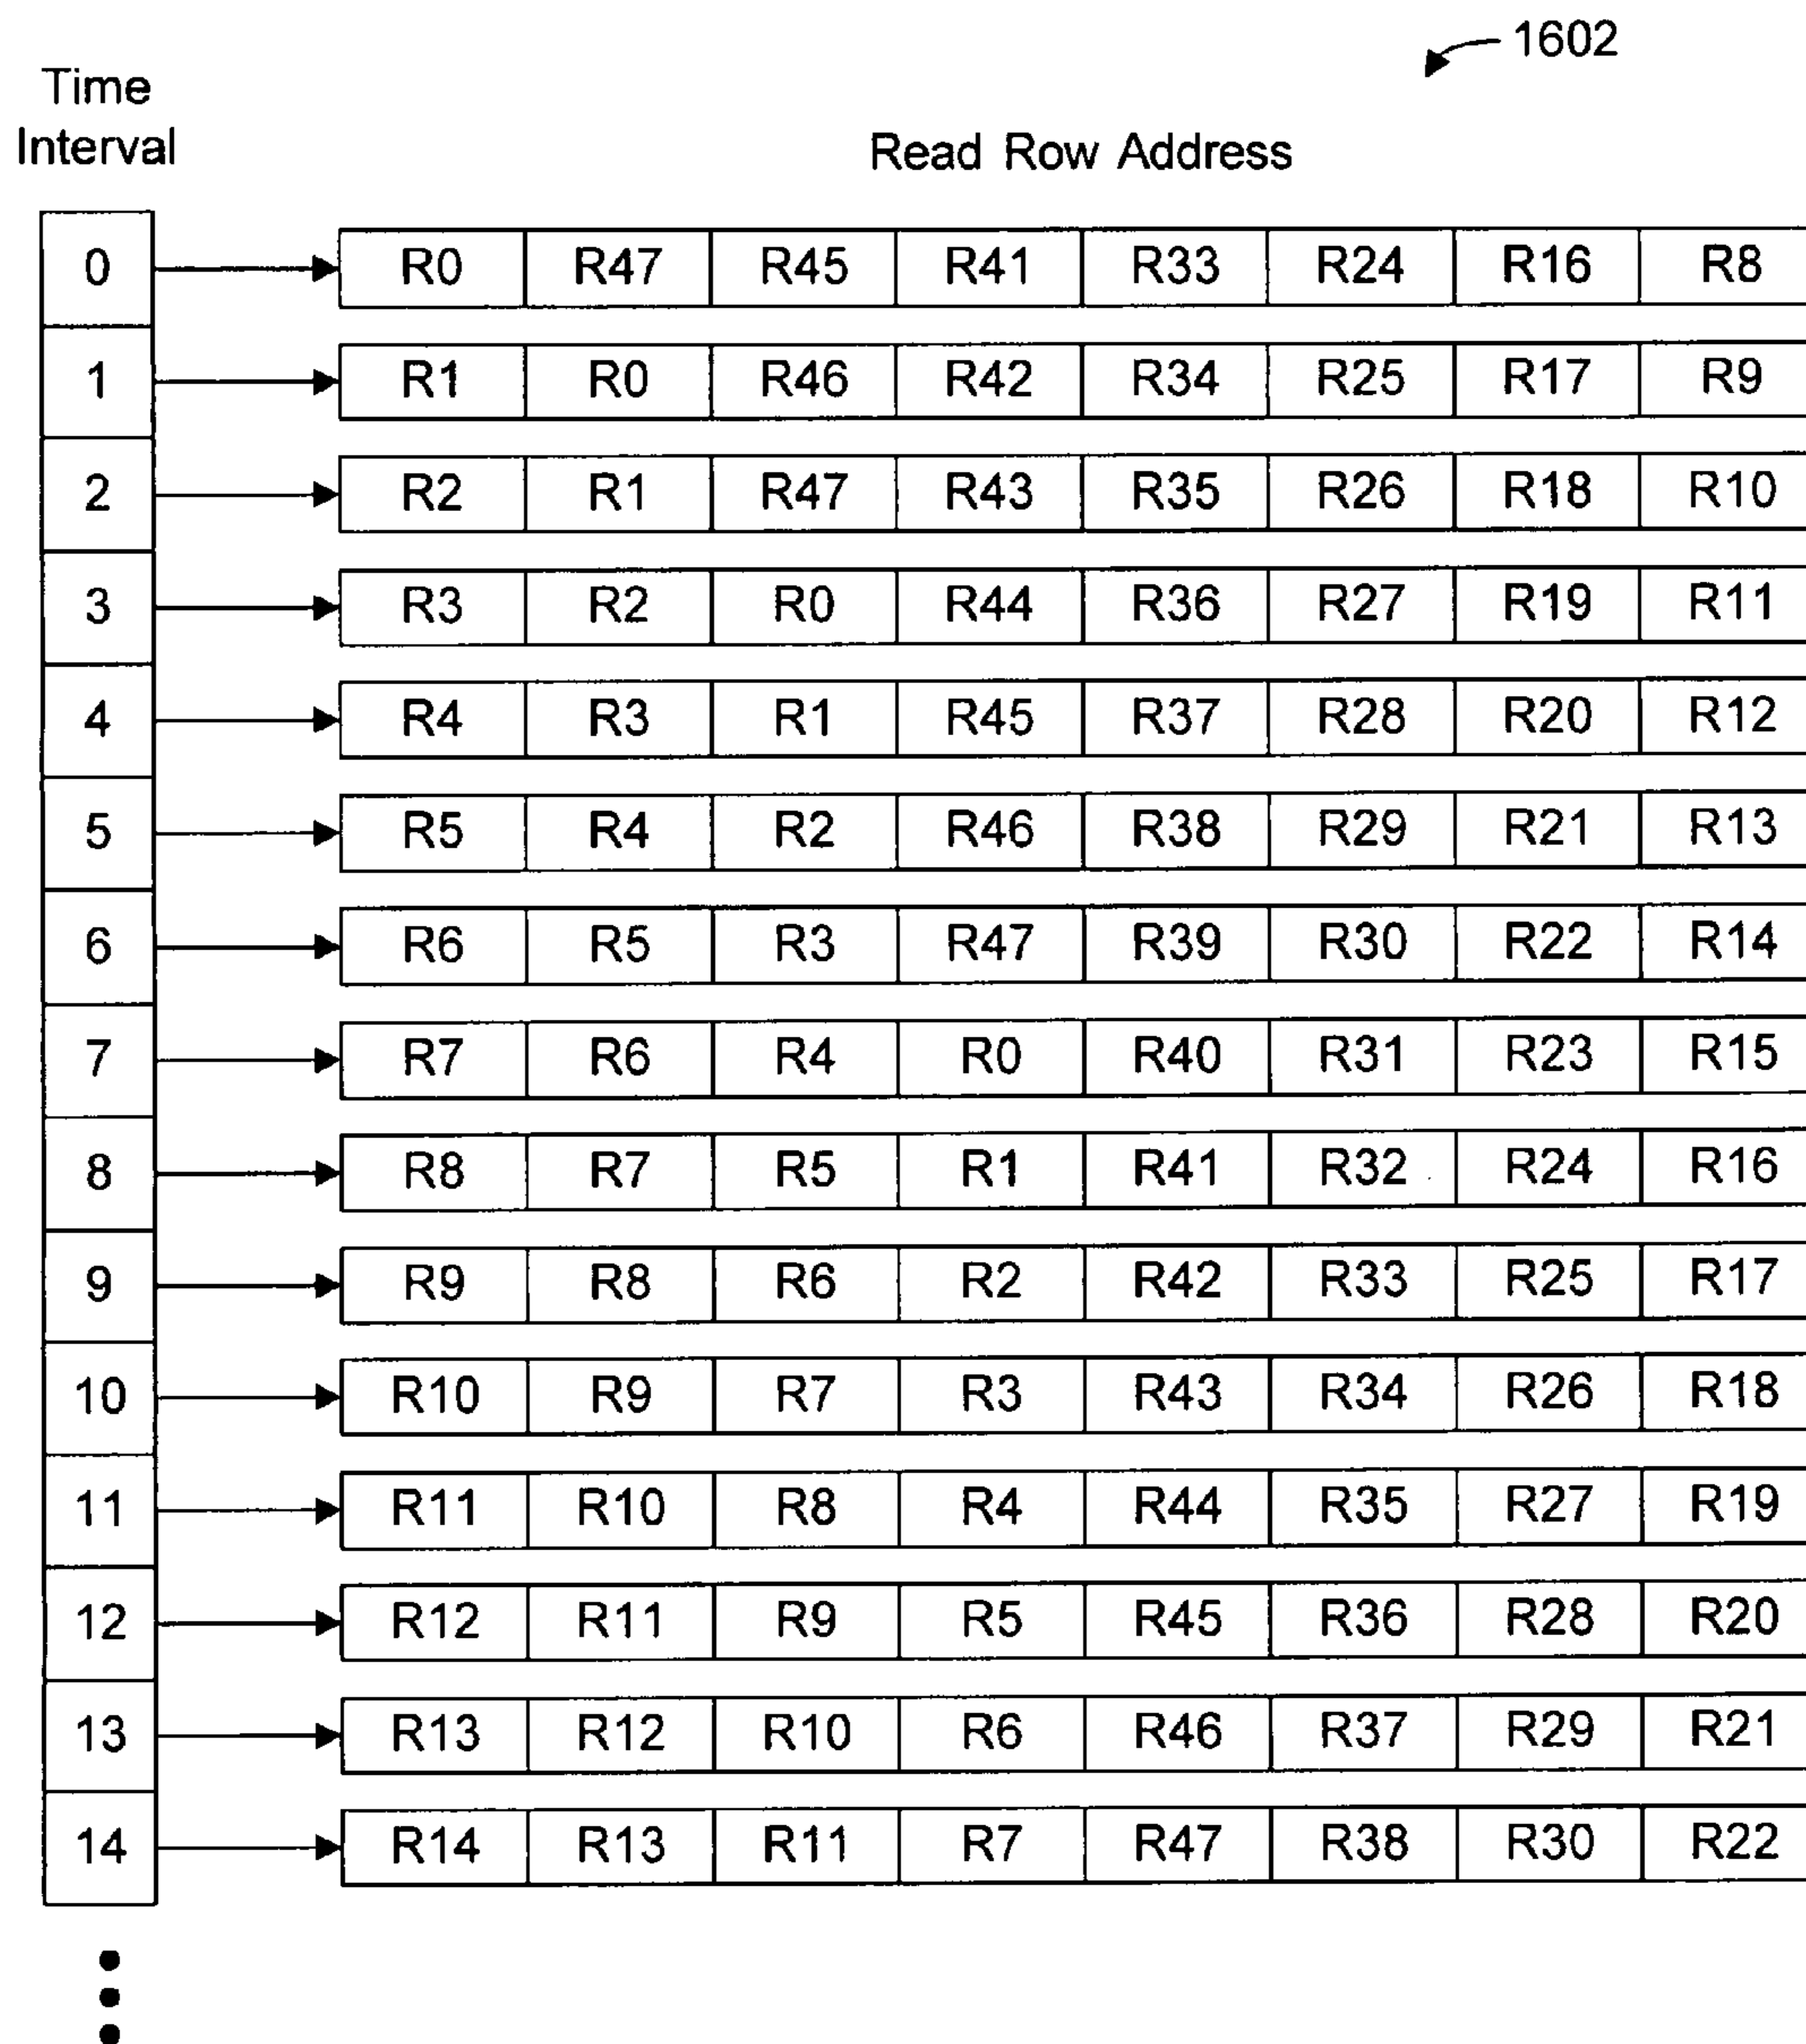 1602
Time
Interval
Read Row Address
0 R0 R47 R45 R41 R33 R24 R16 R8
1 R1 R0 R46 R42 R34 R25 R17 R9
2 R2 R1 R47 R43 R35 R26 R18 R10
3 R3 R2 R0 R44 R36 R27 R19 R11
4 R4 R3 R1 R45 R37 R28 R20 R12
5 R5 R4 R2 R46 R38 R29 R21 R13
6 R6 R5 R3 R47 R39 R30 R22 R14
7 R7 R6 R4 R0 R40 R31 R23 R15
8 R8 R7 R5 R1 R41 R32 R24 R16
9 R9 R8 R6 R2 R42 R33 R25 R17
10 R10 R9 R7 R3 R43 R34 R26 R18
11 R11 R10 R8 R4 R44 R35 R27 R19
12 R12 R11 R9 R5 R45 R36 R28 R20
13 R13 R12 R10 R6 R46 R37 R29 R21
14 R14 R13 R11 R7 R47 R38 R30 R22